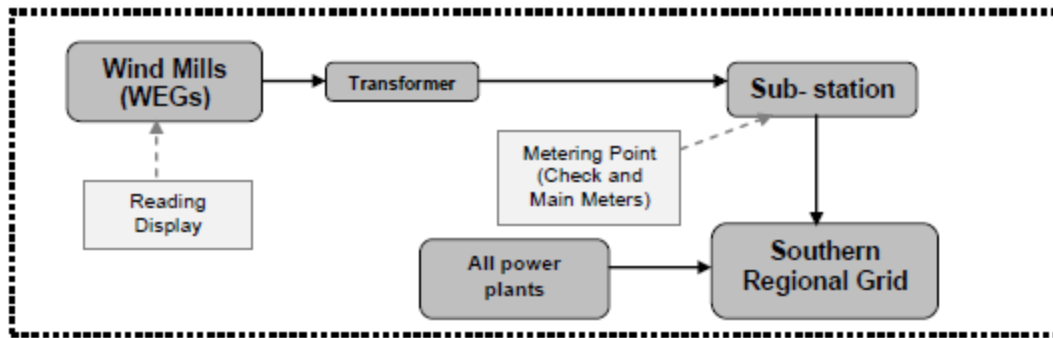 Wind Mills
(WEGs)
Transformer
Sub- station
Metering Point
(Check and
Main Meters)
Reading
Display
All power
plants
Southern
Regional Grid